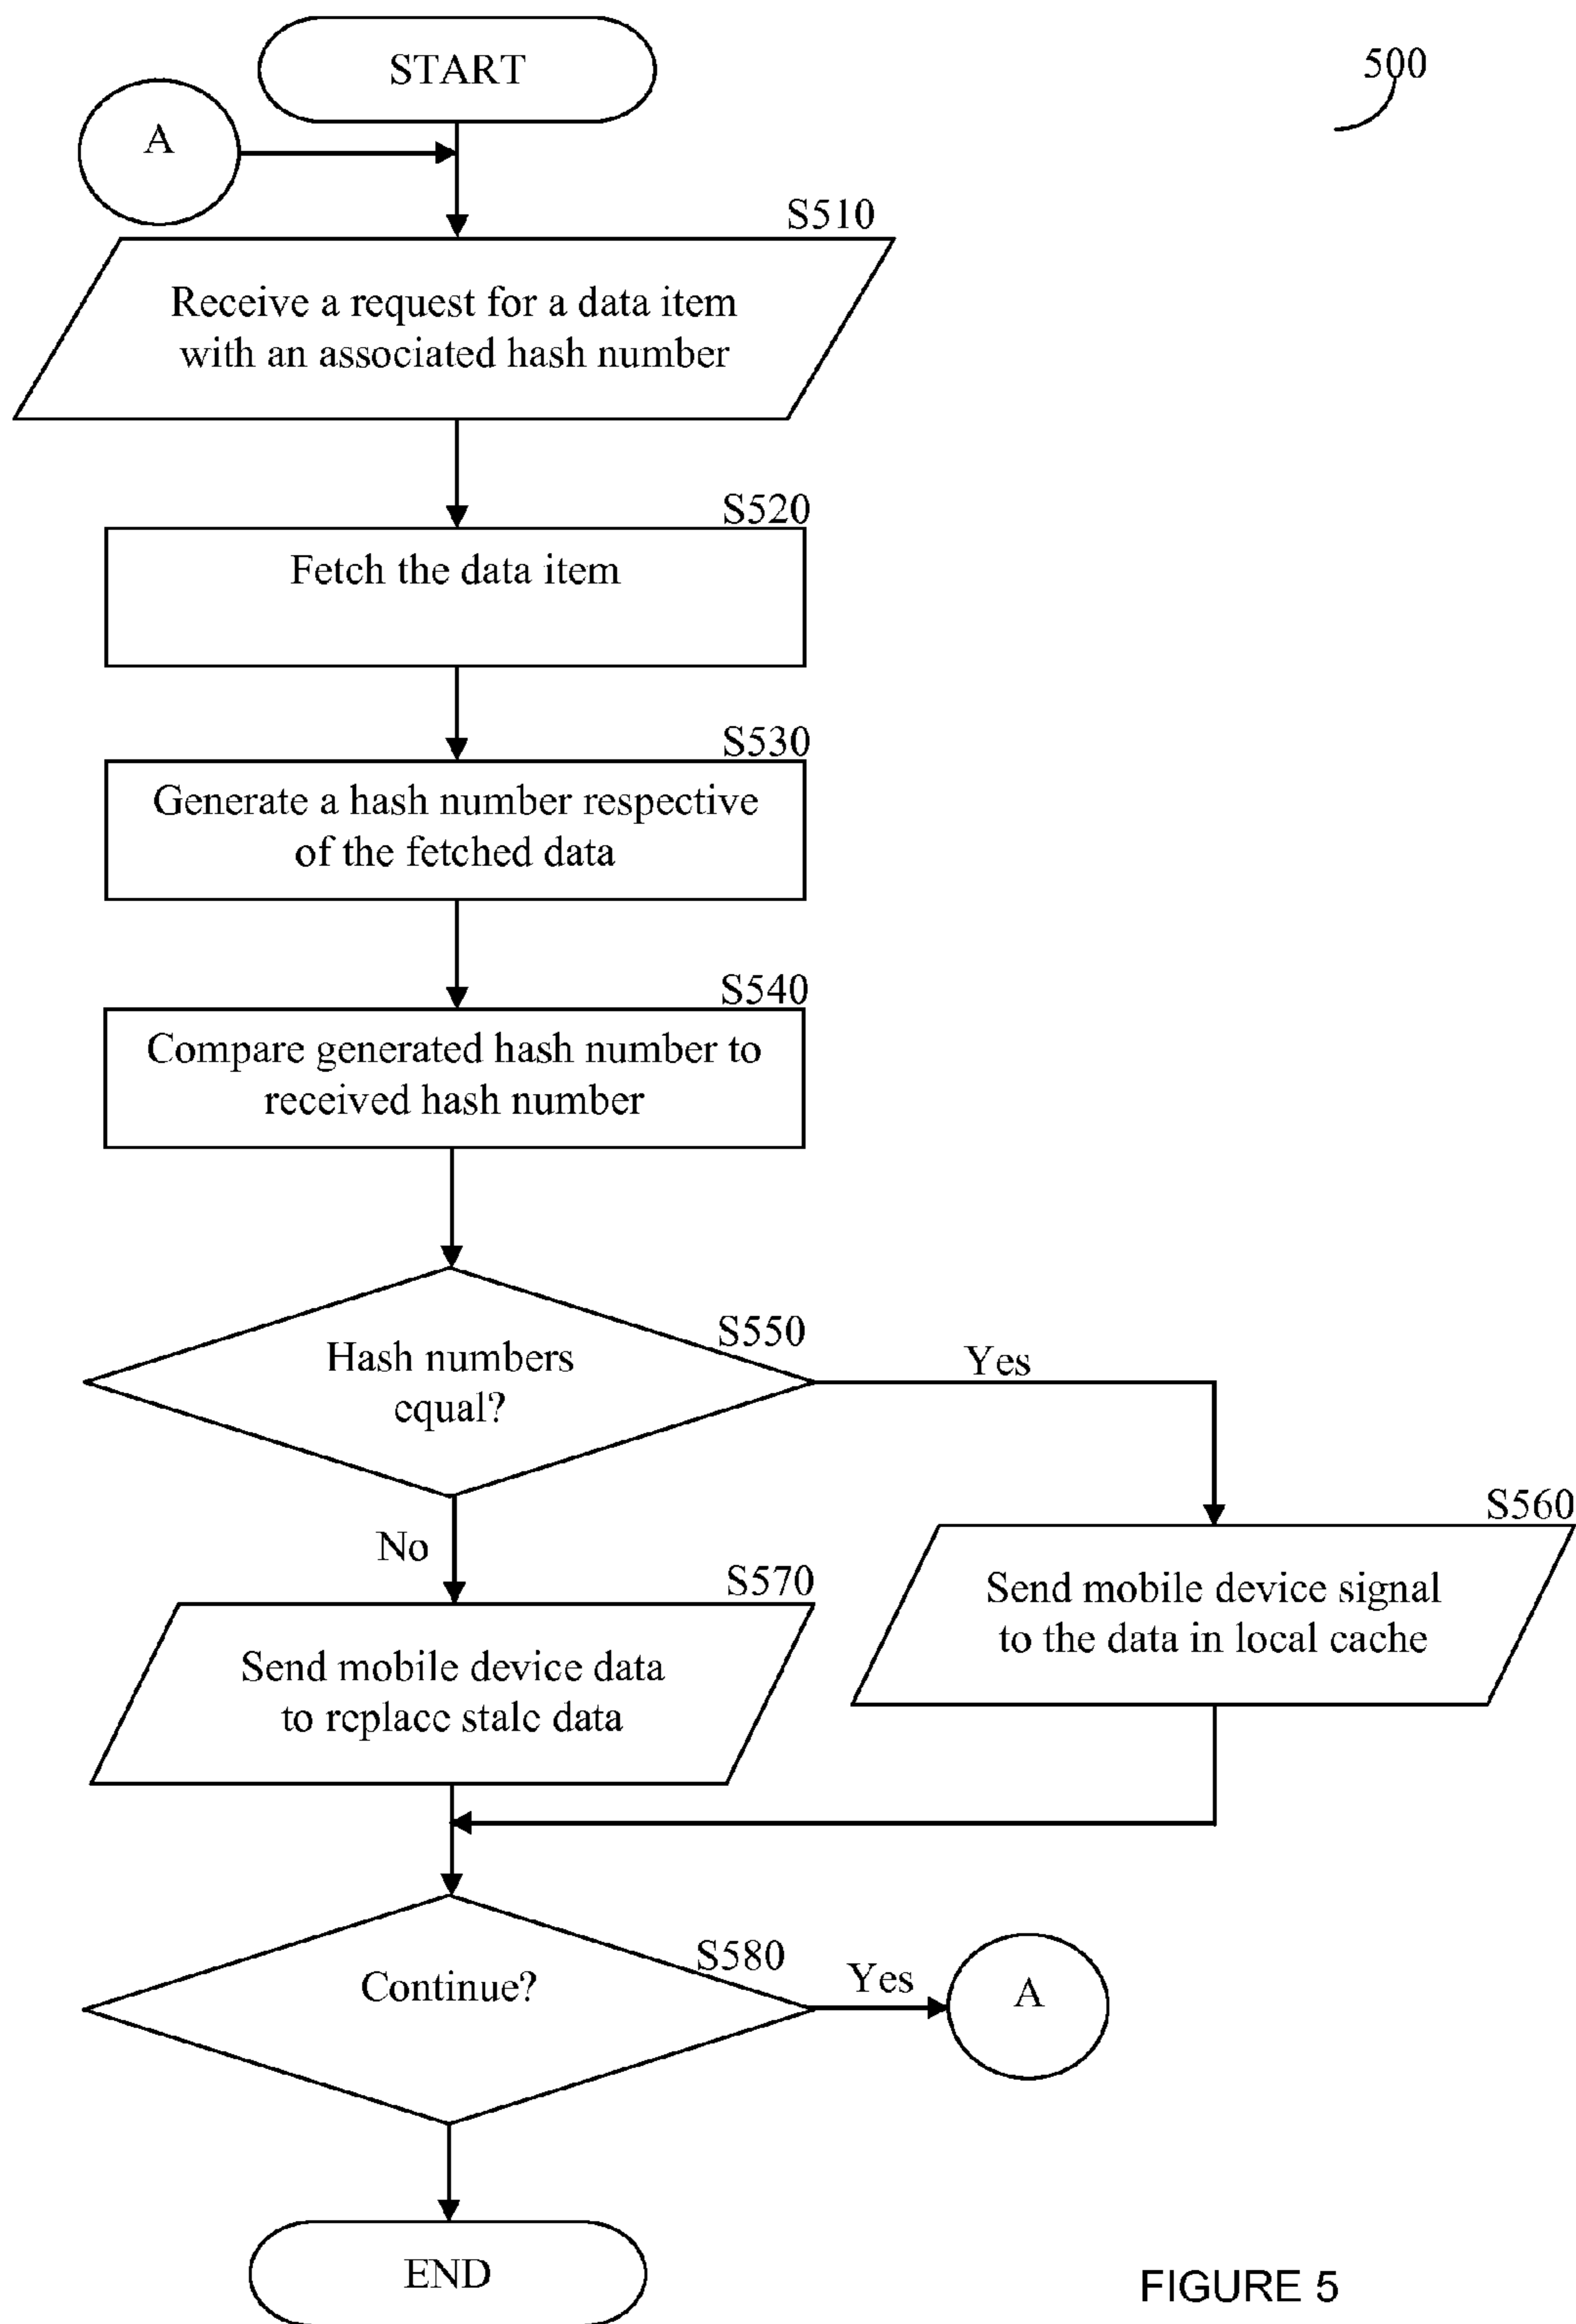 START
500
A
S510
Receive a request for a data item
with an associated hash number
S520
Fetch the data item
S530
Generate a hash number respective
of the fetched data
S540
Compare generated hash number to
received hash number
S550
Hash numbers
equal?
Yes
No
S560
Send mobile device signal
to the data in local cache
S570
Send mobile device data
to replace stale data
S580
Continue?
Yes
A
END
FIGURE 5